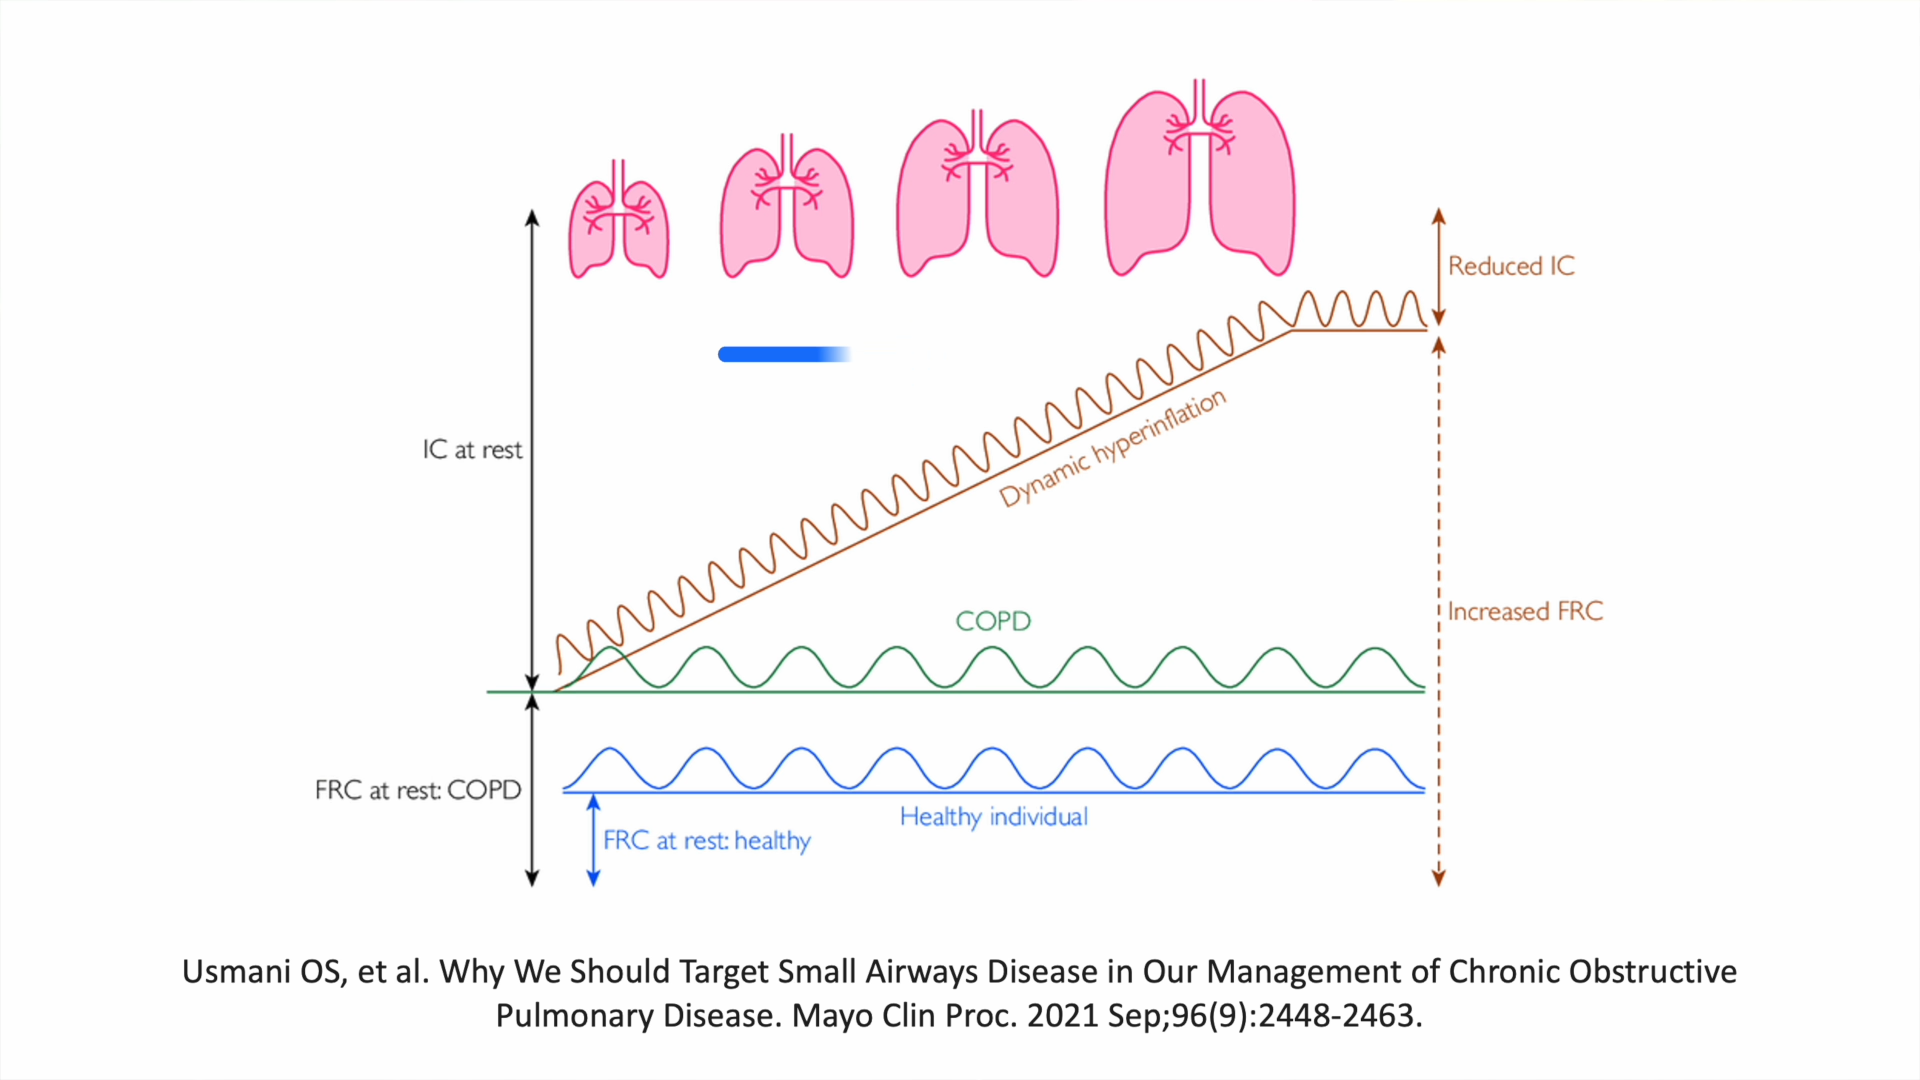 Reduced IC
IC at rest
Dynamic hyperinflation
COPD
Increased FRC
FRC at rest: COPD
Healthy individual
FRC at rest: healthy
Usmani OS, et al. Why We Should Target Small Airways Disease in Our Management of Chronic Obstructive
Pulmonary Disease. Mayo Clin Proc. 2021 Sep;96(9):2448-2463.